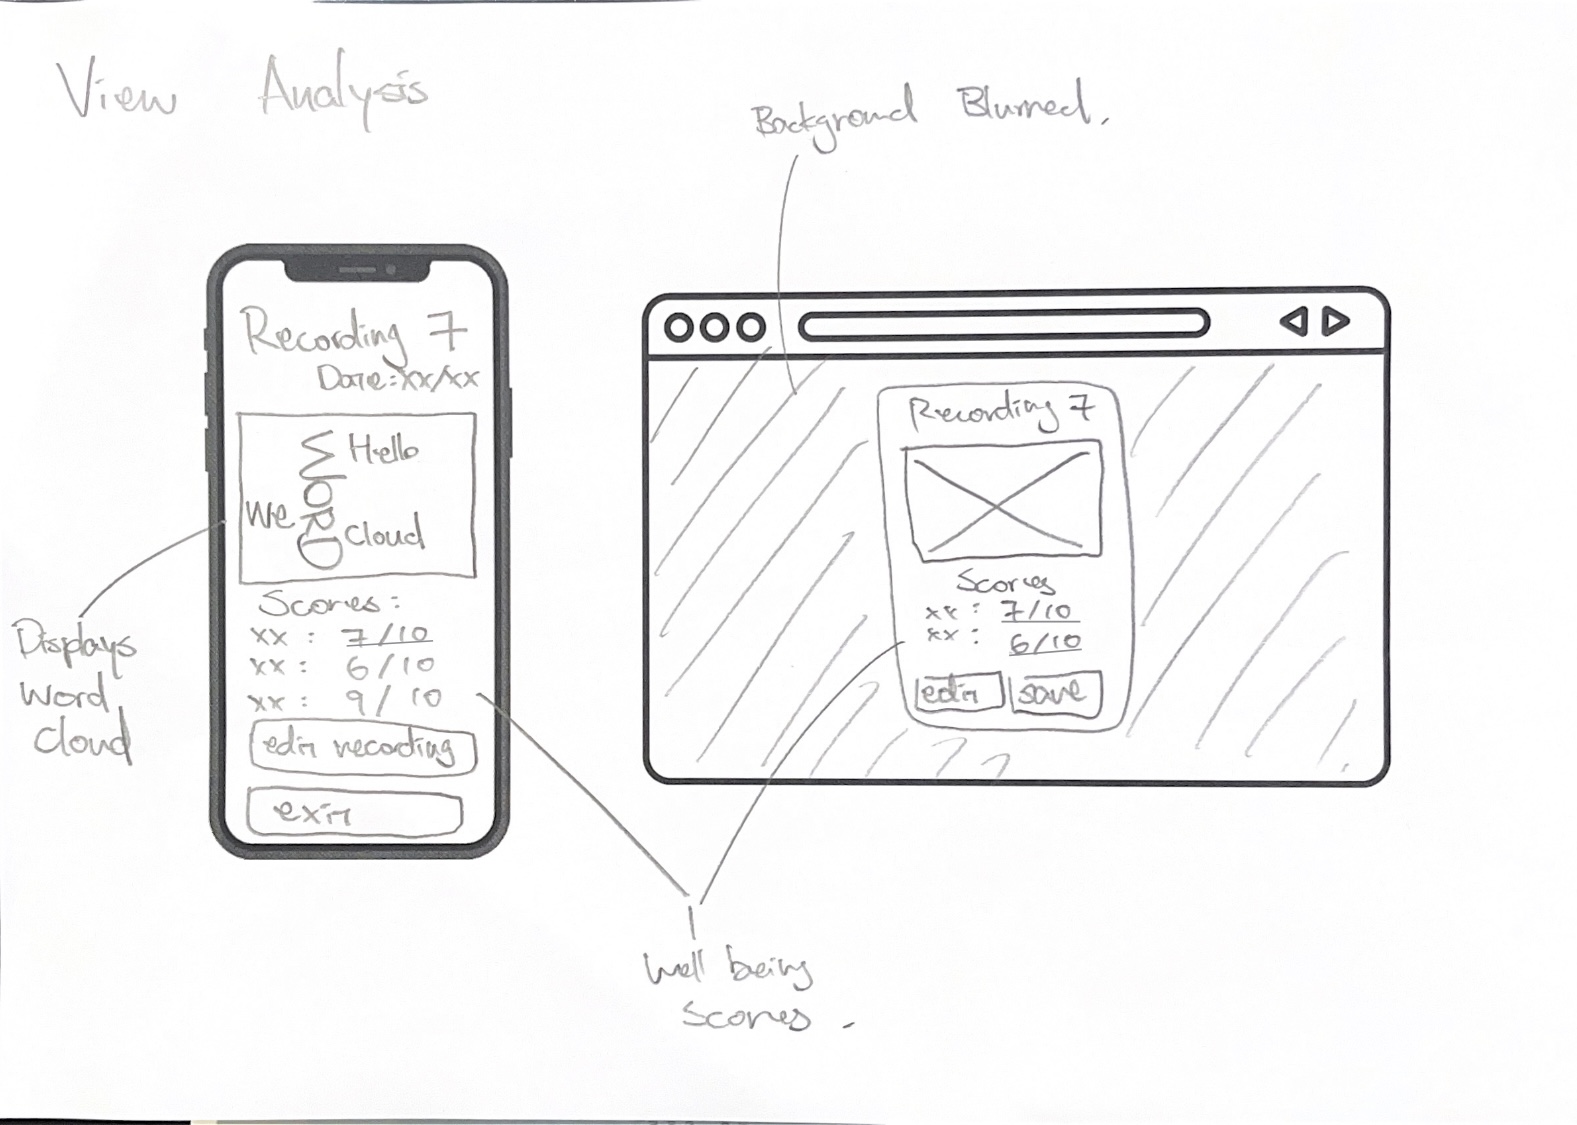 View Analysis
Background Blurred.
Recording 7
Date: xx/xx
WORD
Hello
We
Cloud
Scores:
xx : 7/10
xx : 6/10
xx : 9/10
edit recording
exit
Displays
word
cloud
Recording 7
Scores
xx : 7/10
xx : 6/10
edit
save
Well being
Scores.